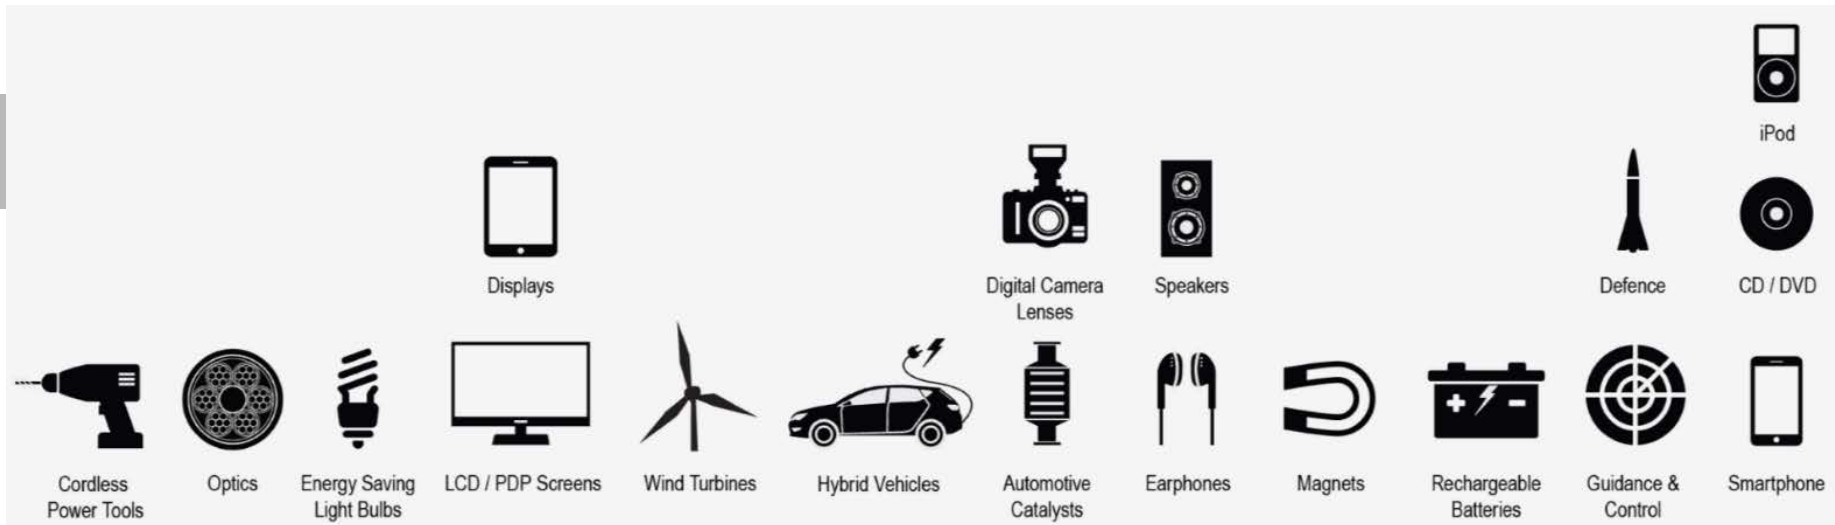 iPod
Displays
Digital Camera
Lenses
Speakers
Defence
CD / DVD
Cordless
Power Tools
Optics
Energy Saving
Light Bulbs
LCD / PDP Screens
Wind Turbines
Hybrid Vehicles
Automotive
Catalysts
Earphones
Magnets
Rechargeable
Batteries
Guidance &
Control
Smartphone